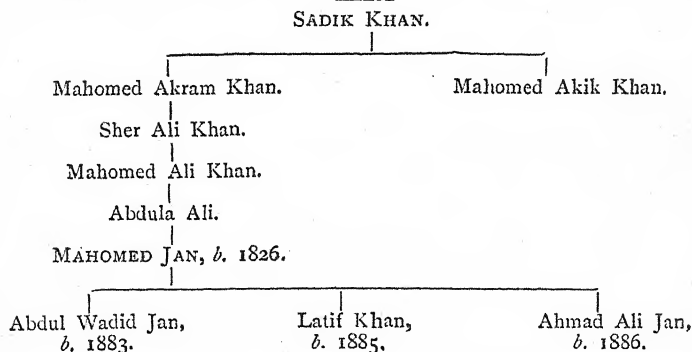 SADIK KHAN.
Mahomed Akram Khan. Mahomed Akik Khan.
Sher Ali Khan.
Mahomed Ali Khan.
Abdula Ali.
MAHOMED JAN, b. 1826.
Abdul Wadid Jan, Latif Khan, Ahmad Ali Jan,
b. 1883. b. 1885, b. 1886.